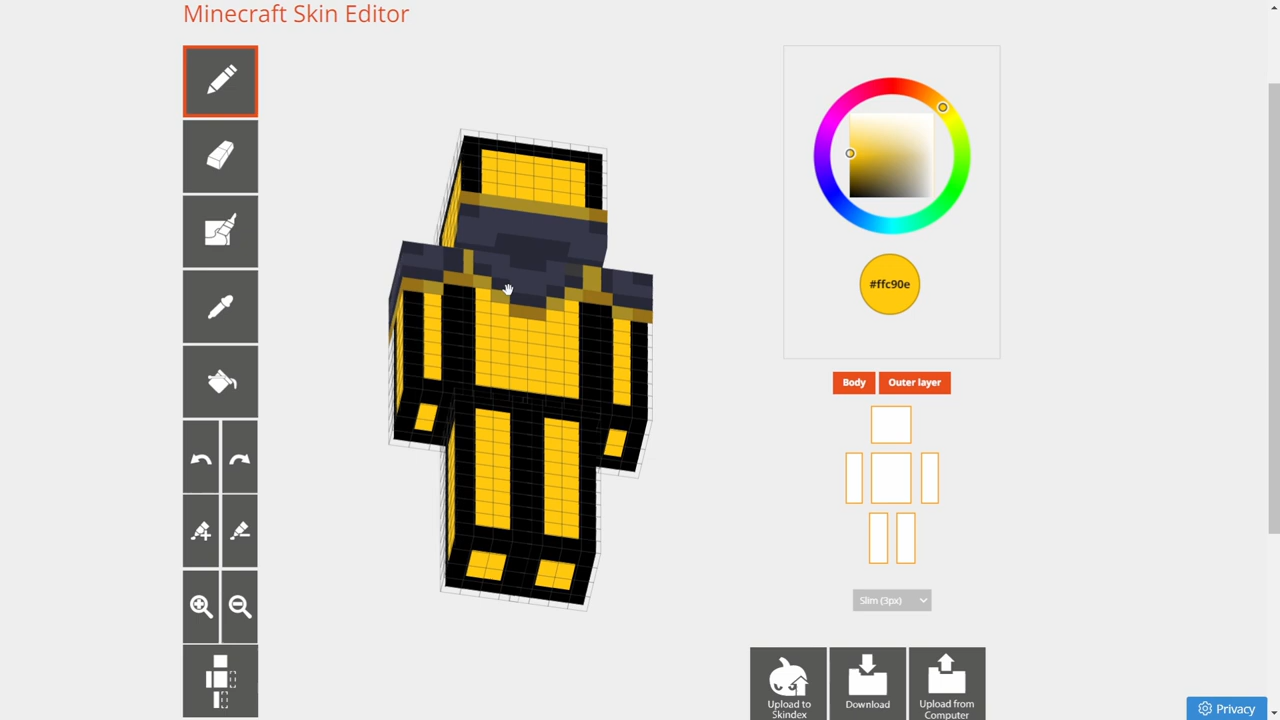 Minecraft Skin Editor
#ffc90e
Body
Outer layer
Slim (3px)
Upload to
Skindex
Download
Upload from
Computer
Privacy